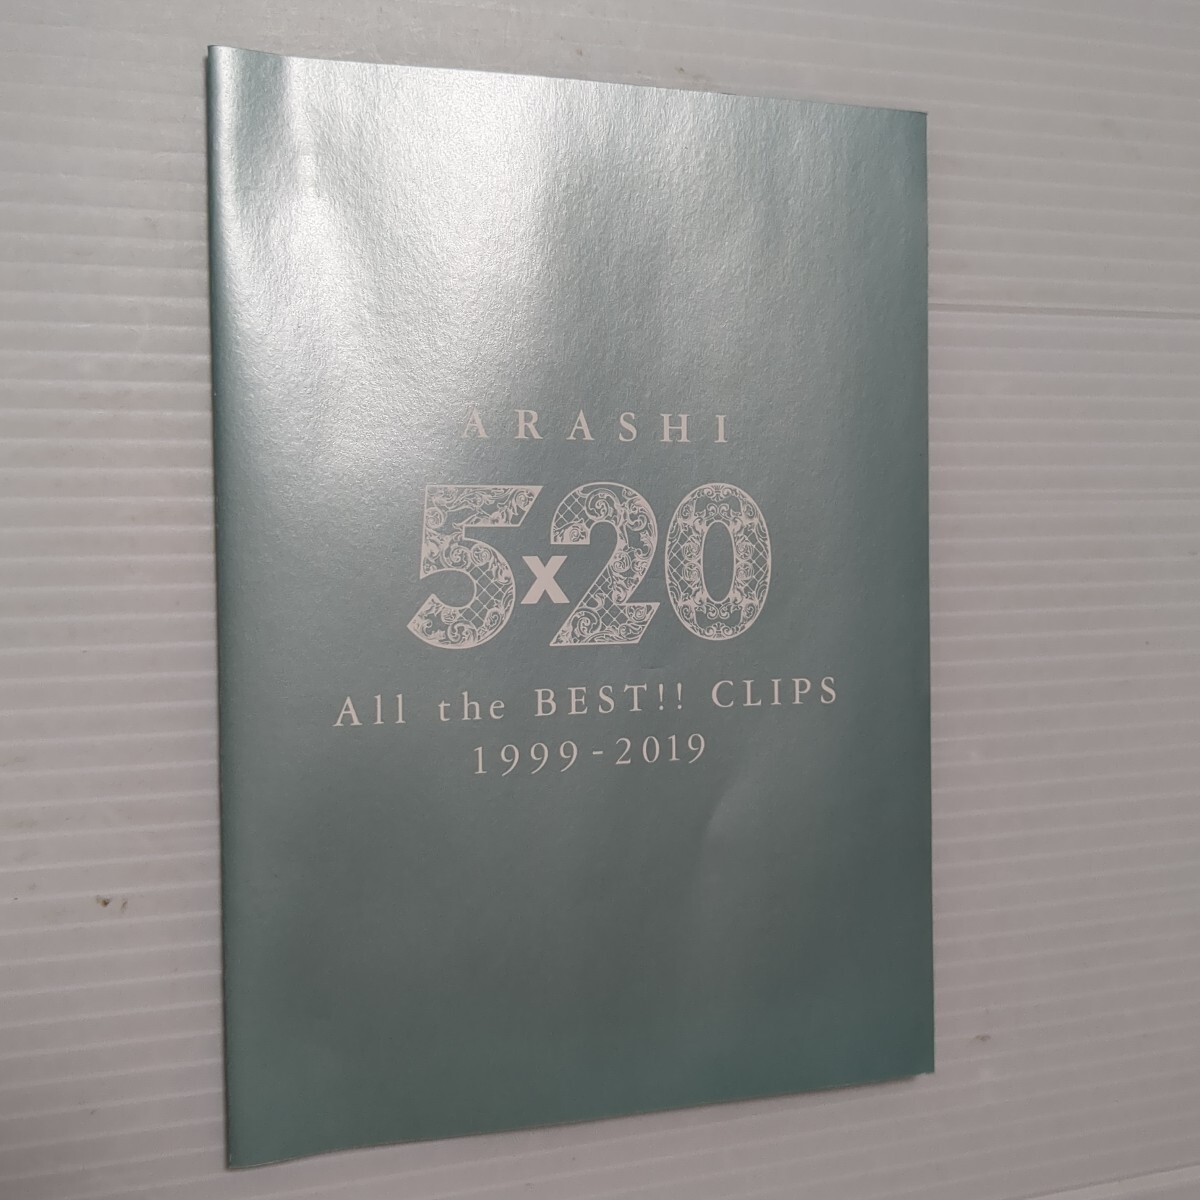 ARASHI
5x20
All the BEST!! CLIPS
1999-2019